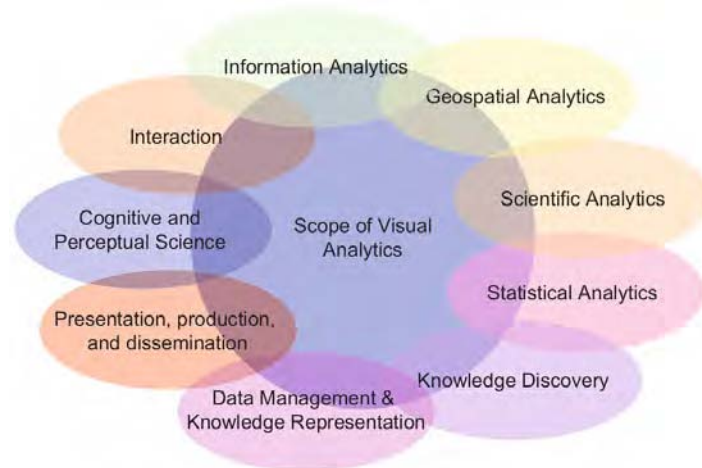 Information Analytics
Geospatial Analytics
Interaction
Scientific Analytics
Cognitive and
Perceptual Science
Scope of Visual
Analytics
Statistical Analytics
Presentation, production,
and dissemination
Knowledge Discovery
Data Management &
Knowledge Representation